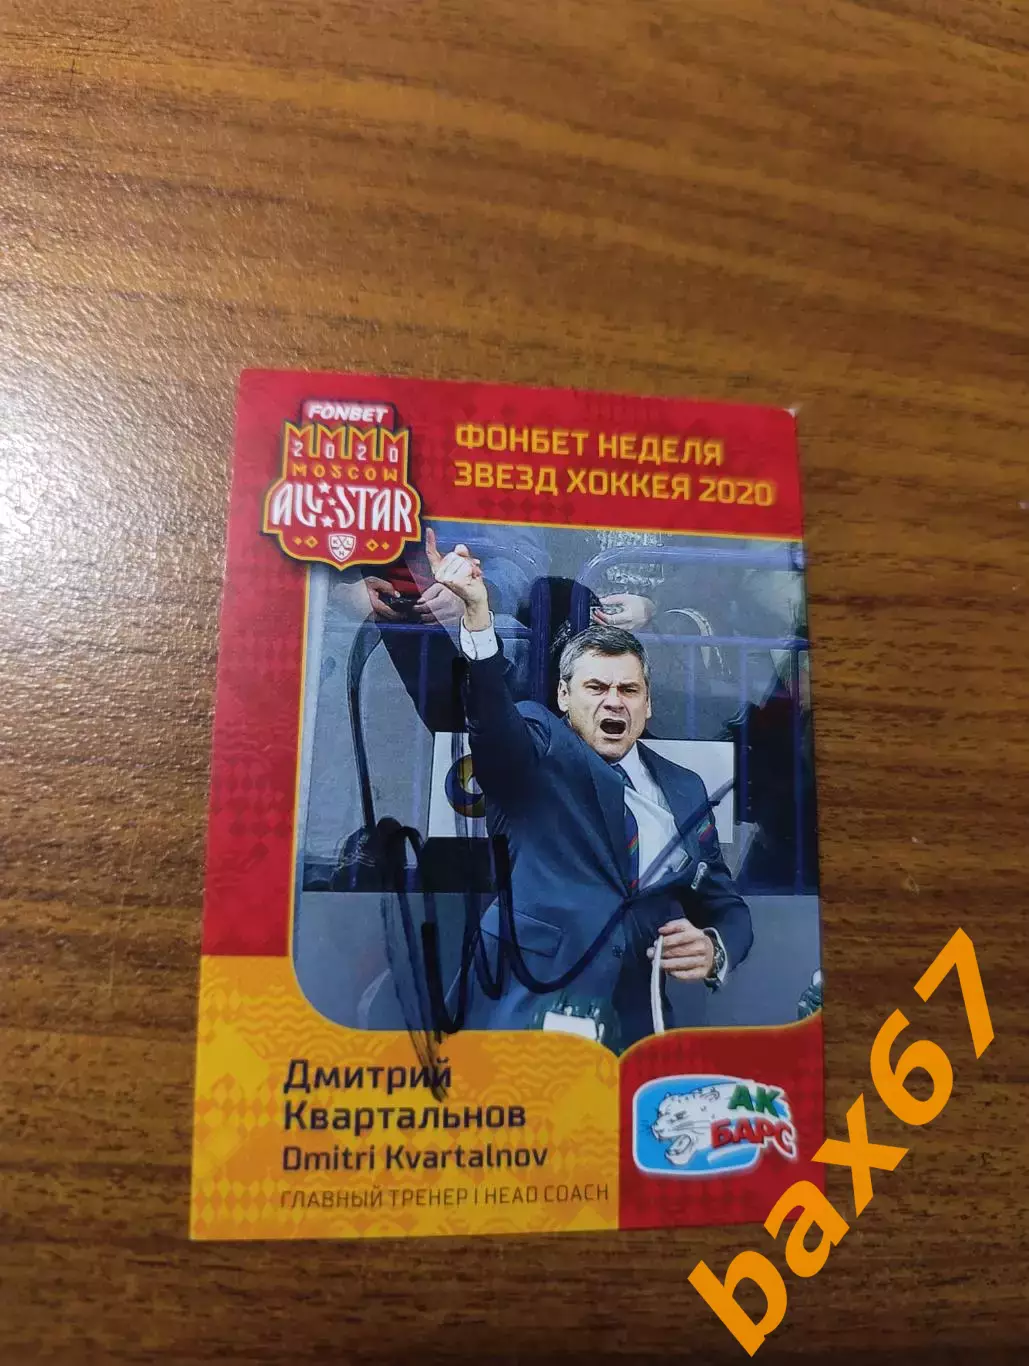 FONBET
2020
MOSCOW
ALL STAR
ФОНБЕТ НЕДЕЛЯ
ЗВЕЗД ХОККЕЯ 2020
Дмитрий
Квартальнов
Dmitri Kvartalnov
ГЛАВНЫЙ ТРЕНЕР | HEAD COACH
АК
БАРС
bax67